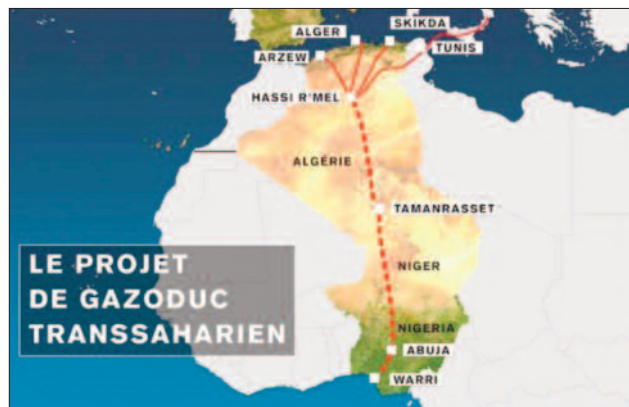 SKIKDA
ALGER
TUNIS
ARZEW
HASSI R'MEL
ALGÉRIE
TAMANRASSET
LE PROJET
DE GAZODUC
TRANSSAHARIEN
NIGER
NIGERIA
ABUJA
WARRI